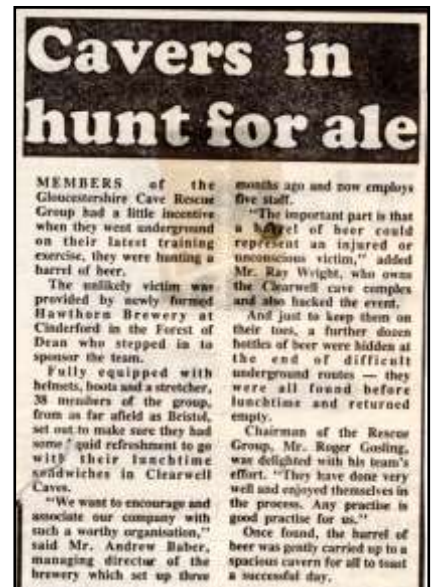 Cavers in
hunt for ale
MEMBERS of the
Gloucestershire Cave Rescue
Group had a little incentive
when they went underground
on their latest training
exercise, they were hunting a
barrel of beer.
The unlikely victim was
provided by newly formed
Hawthorn Brewery at
Cinderford in the Forest of
Dean who stepped in to
sponsor the team.
Fully equipped with
helmets, boots and a stretcher,
38 members of the group,
from as far afield as Bristol,
set out to make sure they had
some quid refreshment to go
with their lunchtime
sandwiches in Clearwell
Caves.
"We want to encourage and
associate our company with
such a worthy organisation,"
said Mr. Andrew Baber,
managing director of the
brewery which set up three
months ago and now employs
five staff.
"The important part is that
a barrel of beer could
represent an injured or
unconscious victim," added
Mr. Ray Wright, who owns
the Clearwell cave complex
and also backed the event.
And just to keep them on
their toes, a further dozen
bottles of beer were hidden at
the end of difficult
underground routes — they
were all found before
lunchtime and returned
empty.
Chairman of the Rescue
Group, Mr. Roger Gosling,
was delighted with his team's
effort. "They have done very
well and enjoyed themselves in
the process. Any practise is
good practise for us."
Once found, the barrel of
beer was gently carried up to a
spacious cavern for all to toast
a successful day.